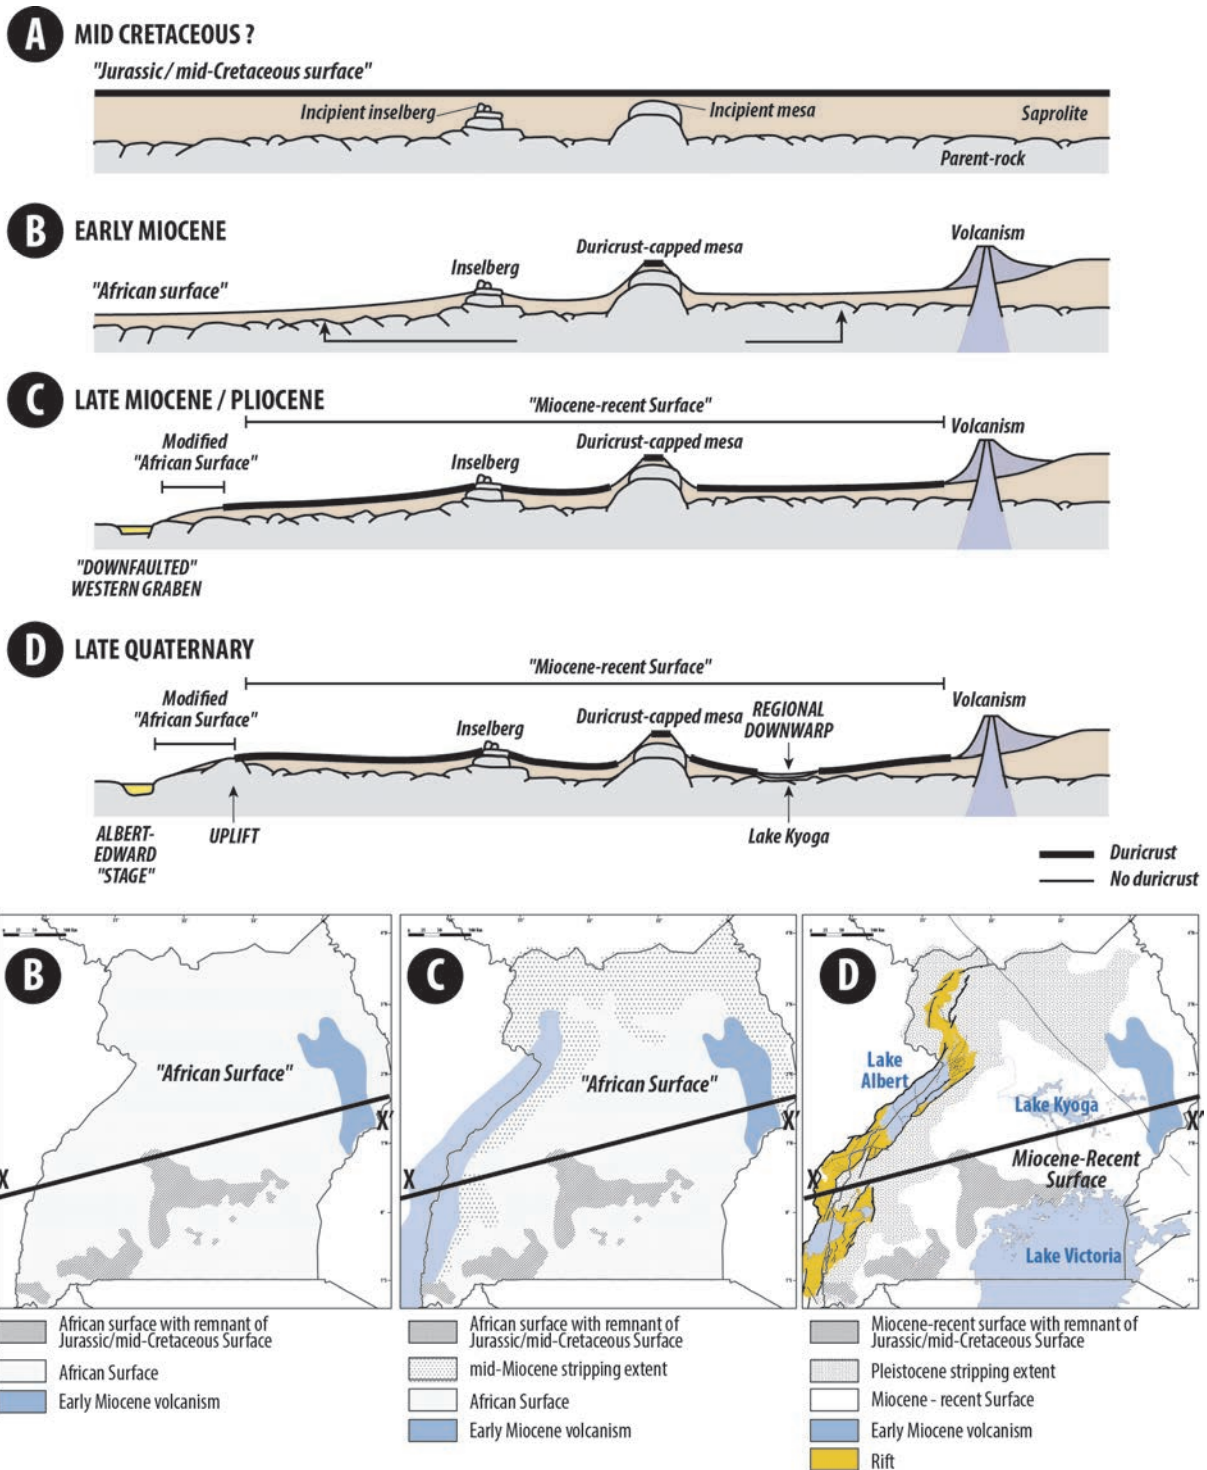 A MID CRETACEOUS ?
"Jurassic / mid-Cretaceous surface"
Incipient inselberg
Incipient mesa
Saprolite
Parent-rock
B EARLY MIOCENE
Volcanism
Duricrust-capped mesa
Inselberg
"African surface"
C LATE MIOCENE / PLIOCENE
"Miocene-recent Surface"
Modified
"African Surface"
Inselberg
Duricrust-capped mesa
Volcanism
"DOWNFAULTED"
WESTERN GRABEN
D LATE QUATERNARY
"Miocene-recent Surface"
Modified
"African Surface"
Inselberg
Duricrust-capped mesa
REGIONAL
DOWNWARP
Volcanism
ALBERT-
EDWARD
"STAGE"
UPLIFT
Lake Kyoga
Duricrust
No duricrust
B
"African Surface"
X
X'
African surface with remnant of
Jurassic/mid-Cretaceous Surface
African Surface
Early Miocene volcanism
C
"African Surface"
X
X'
African surface with remnant of
Jurassic/mid-Cretaceous Surface
mid-Miocene stripping extent
African Surface
Early Miocene volcanism
D
Lake
Albert
Lake Kyoga
X
X'
Miocene-Recent
Surface
Lake Victoria
Miocene-recent surface with remnant of
Jurassic/mid-Cretaceous Surface
Pleistocene stripping extent
Miocene - recent Surface
Early Miocene volcanism
Rift